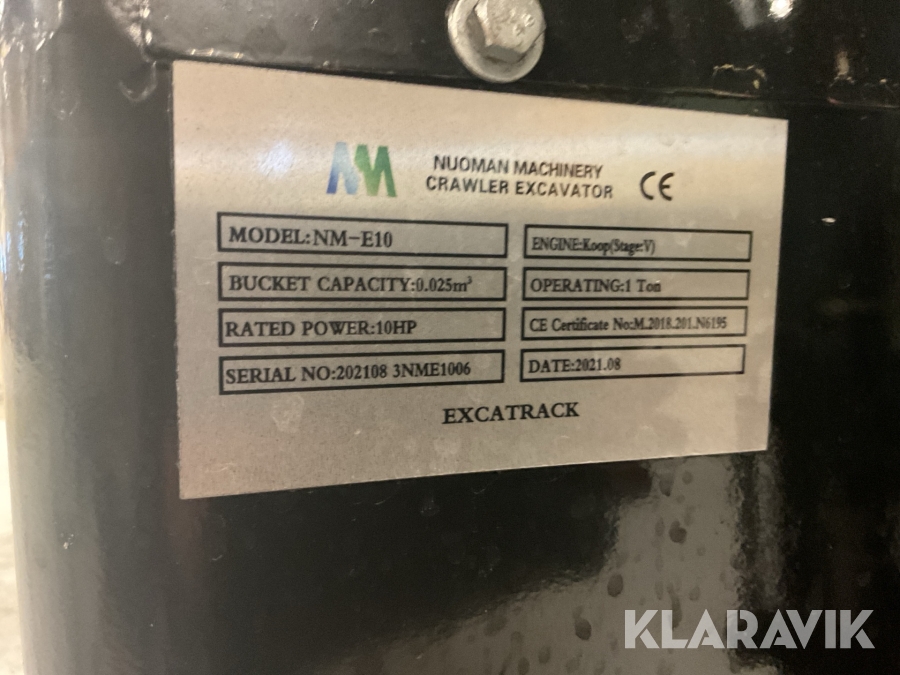 NM
NUOMAN MACHINERY
CRAWLER EXCAVATOR
CE
MODEL:NM-E10
ENGINE:Koop(Stage:V)
BUCKET CAPACITY:0.025m³
OPERATING:1 Ton
RATED POWER:10HP
CE Certificate No:M.2018.201.N6195
SERIAL NO:202108 3NME1006
DATE:2021.08
EXCATRACK
KLARAVIK